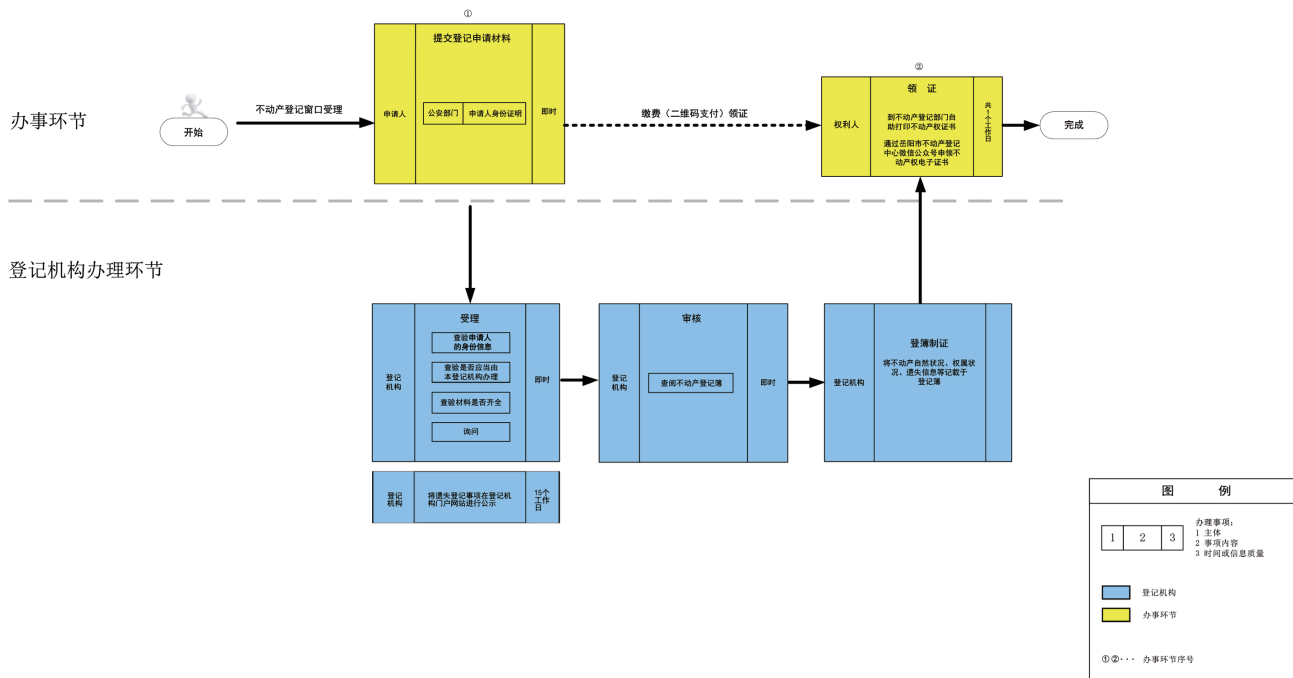 ①
提交登记申请材料
申请人
公安部门
申请人身份证明
即时
办事环节
开始
不动产登记窗口受理
缴费（二维码支付）领证
②
领 证
权利人
到不动产登记部门自
助打印不动产权证书
通过岳阳市不动产登记
中心微信公众号申领不
动产权电子证书
共1个工作日
完成
登记机构办理环节
受理
登记
机构
查验申请人
的身份信息
查验是否应当由
本登记机构办理
查验材料是否齐全
询问
即时
审核
登记
机构
查阅不动产登记簿
即时
登簿制证
登记机构
将不动产自然状况、权属状
况、遗失信息等记载于
登记簿
登记
机构
将遗失登记事项在登记机
构门户网站进行公示
15个
工作
日
图 例
1 2 3
办理事项：
1 主体
2 事项内容
3 时间或信息质量
登记机构
办事环节
①②··· 办事环节序号